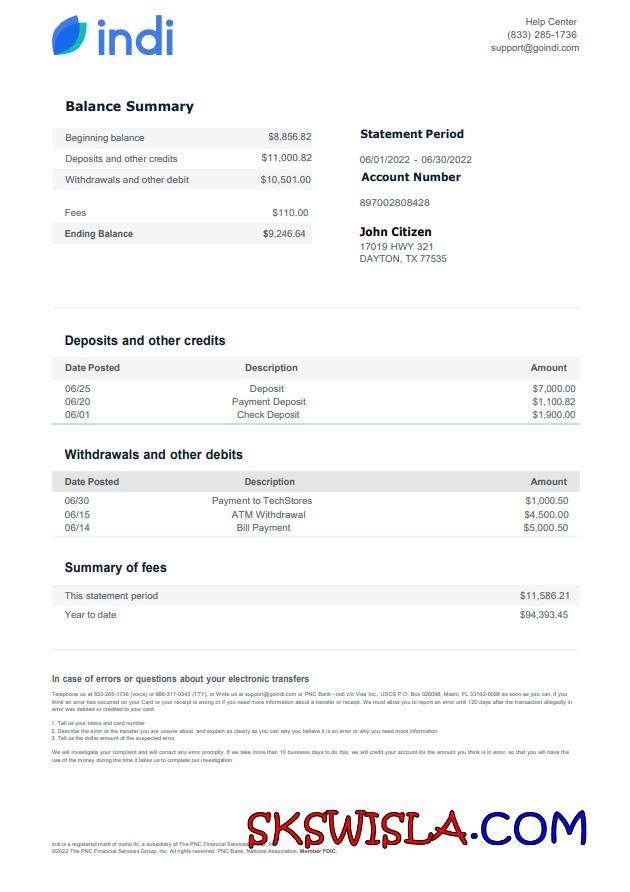 indi
Help Center
(833) 285-1736
support@goindi.com
Balance Summary
Beginning balance $8,856.82
Deposits and other credits $11,000.82
Withdrawals and other debit $10,501.00
Fees $110.00
Ending Balance $9,246.64
Statement Period
06/01/2022 - 06/30/2022
Account Number
897002808428
John Citizen
17019 HWY 321
DAYTON, TX 77535
Deposits and other credits
Date Posted Description Amount
06/25 Deposit $7,000.00
06/20 Payment Deposit $1,100.82
06/01 Check Deposit $1,900.00
Withdrawals and other debits
Date Posted Description Amount
06/30 Payment to TechStores $1,000.50
06/15 ATM Withdrawal $4,500.00
06/14 Bill Payment $5,000.50
Summary of fees
This statement period $11,586.21
Year to date $94,393.45
In case of errors or questions about your electronic transfers
Telephone us at 833-285-1736 (voice) or 866-317-9343 (TTY), or Write us at support@goindi.com or PNC Bank - indi c/o Visa Inc., USCS P.O. Box 026098, Miami, FL 33102-6098 as soon as you can, if you
think an error has occurred on your Card or your receipt is wrong or if you need more information about a transfer or receipt. We must allow you to report an error until 120 days after the transaction allegedly in
error was debited or credited to your card.
1. Tell us your name and card number
2. Describe the error or the transfer you are unsure about, and explain as clearly as you can why you believe it is an error or why you need more information.
3. Tell us the dollar amount of the suspected error.
We will investigate your complaint and will correct any error promptly. If we take more than 10 business days to do this, we will credit your account for the amount you think is in error, so that you will have the
use of the money during the time it takes us to complete our investigation.
SKSWISLA.COM
indi is a registered mark of numo llc, a subsidiary of The PNC Financial Services
©2022 The PNC Financial Services Group, Inc. All rights reserved. PNC Bank, National Association. Member FDIC.